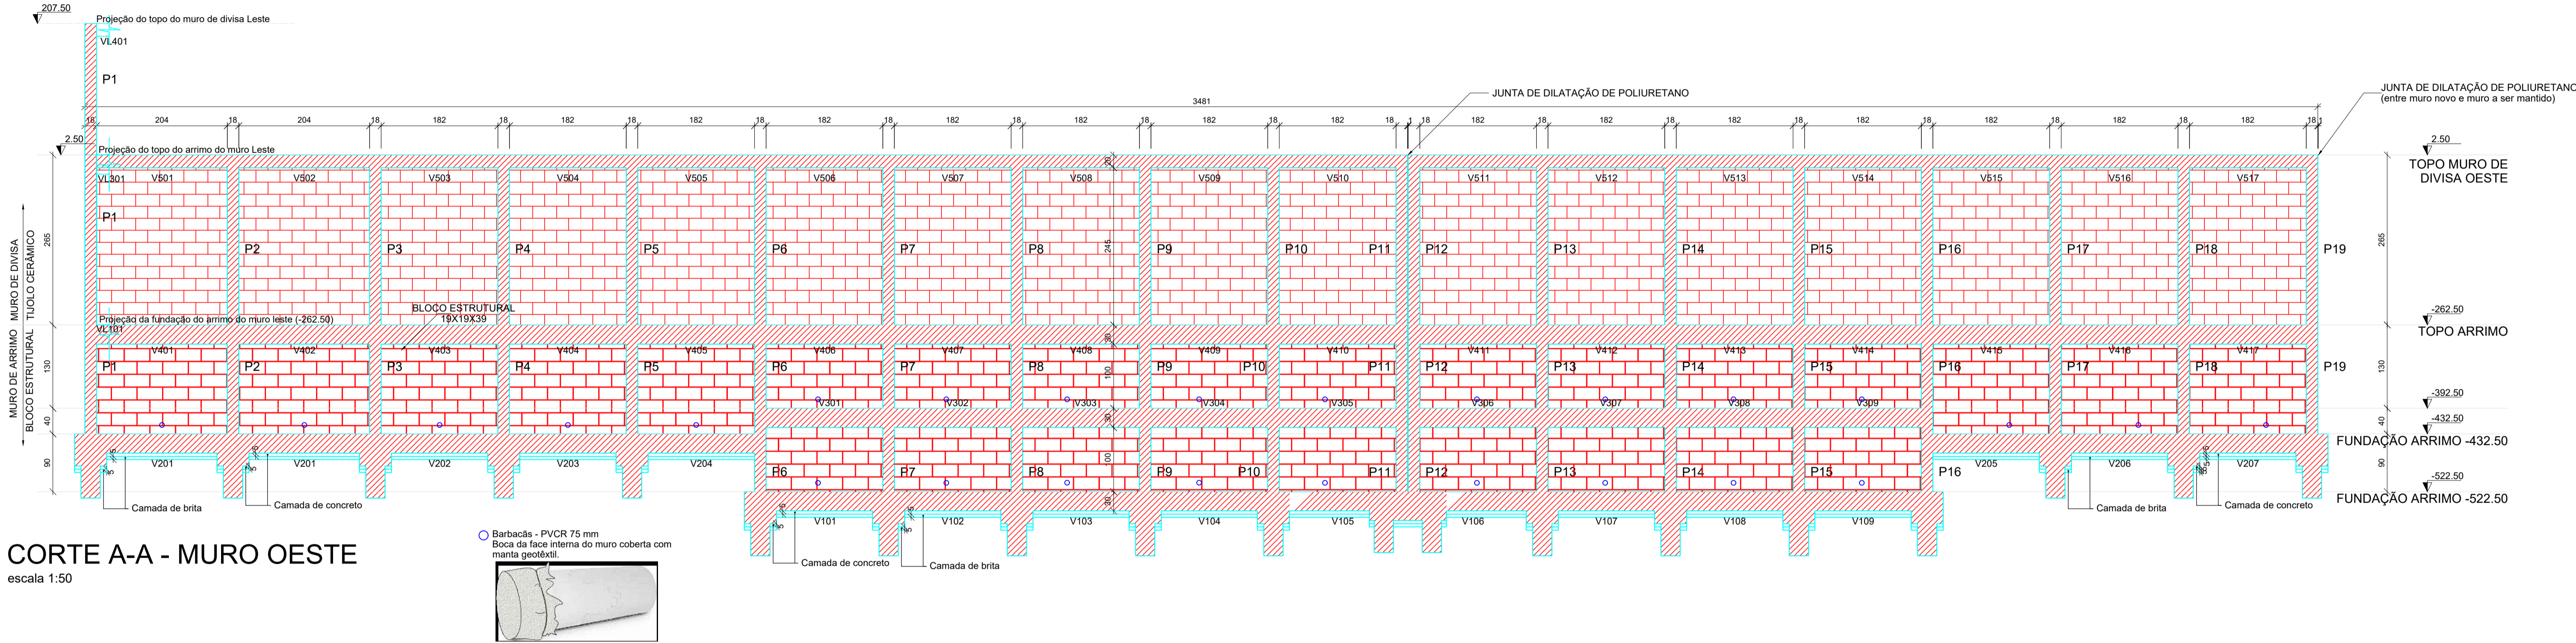 207.50
Projeção do topo do muro de divisa Leste
VL401
P1
JUNTA DE DILATAÇÃO DE POLIURETANO
JUNTA DE DILATAÇÃO DE POLIURETANO
(entre muro novo e muro a ser mantido)
3481
18 204 18 204 18 182 18 182 18 182 18 182 18 182 18 182 18 182 18 182 18 1 18 182 18 182 18 182 18 182 18 182 18 182 18 182 18 1
2.50
Projeção do topo do arrimo do muro Leste
20
2.50
TOPO MURO DE
DIVISA OESTE
VL301
V501 V502 V503 V504 V505 V506 V507 V508 V509 V510 V511 V512 V513 V514 V515 V516 V517
P1
MURO DE DIVISA
TIJOLO CERÂMICO
265
245
265
P2 P3 P4 P5 P6 P7 P8 P9 P10 P11 P12 P13 P14 P15 P16 P17 P18 P19
BLOCO ESTRUTURAL
19X19X39
-262.50
Projeção da fundação do arrimo do muro leste (-262.50)
VL101
30
TOPO ARRIMO
V401 V402 V403 V404 V405 V406 V407 V408 V409 V410 V411 V412 V413 V414 V415 V416 V417
MURO DE ARRIMO
BLOCO ESTRUTURAL
130
100
130
P1 P2 P3 P4 P5 P6 P7 P8 P9 P10 P11 P12 P13 P14 P15 P16 P17 P18 P19
-392.50
V301 V302 V303 V304 V305 V306 V307 V308 V309
40
30
40
-432.50
FUNDAÇÃO ARRIMO -432.50
90
5 5
5
V201 V201 V202 V203 V204
100
V205 V206 V207
90
P6 P7 P8 P9 P10 P11 P12 P13 P14 P15 P16
-522.50
FUNDAÇÃO ARRIMO -522.50
30
Camada de brita
Camada de concreto
Camada de brita
Camada de concreto
V101 V102 V103 V104 V105 V106 V107 V108 V109
Barbacãs - PVCR 75 mm
Boca da face interna do muro coberta com
manta geotêxtil.
Camada de concreto
Camada de brita
CORTE A-A - MURO OESTE
escala 1:50